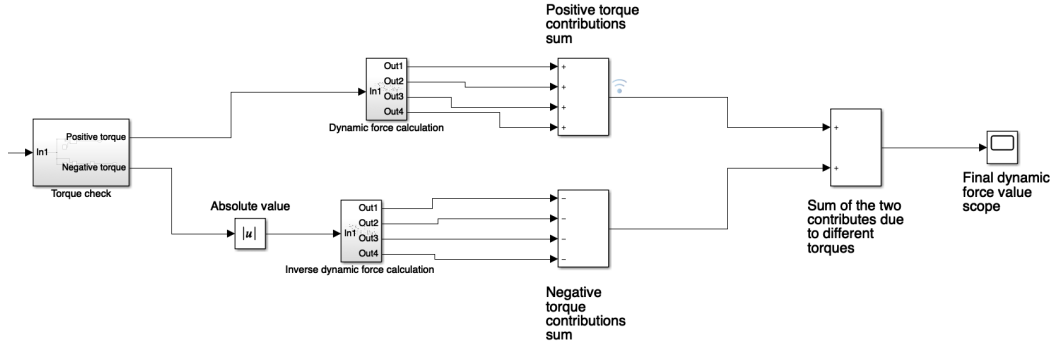 Positive torque
contributions
sum
Out1
Out2
In1
Out3
Out4
+
+
+
+
Dynamic force calculation
Positive torque
In1
Negative torque
Torque check
+
+
Final dynamic
force value
scope
Absolute value
|u|
Out1
Out2
In1
Out3
Out4
−
−
−
−
Inverse dynamic force calculation
Sum of the two
contributes due
to different
torques
Negative
torque
contributions
sum